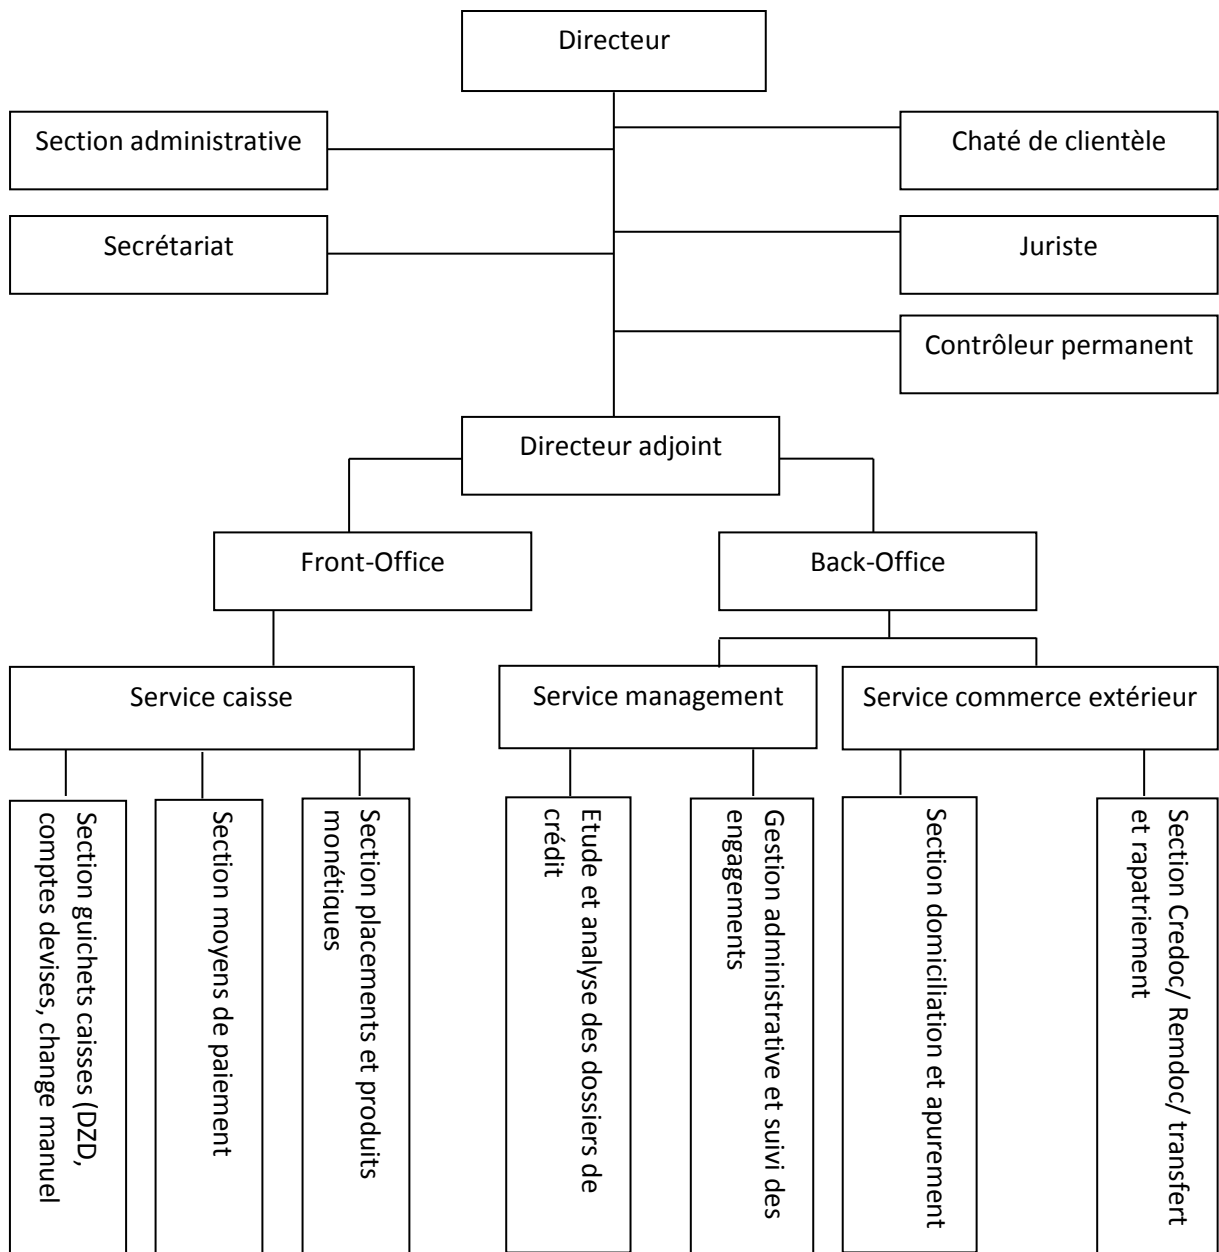 Directeur
Section administrative
Chaté de clientèle
Secrétariat
Juriste
Contrôleur permanent
Directeur adjoint
Front-Office
Back-Office
Service caisse
Service management
Service commerce extérieur
Section guichets caisses (DZD,
comptes devises, change manuel
Section moyens de paiement
Section placements et produits
monétiques
Etude et analyse des dossiers de
crédit
Gestion administrative et suivi des
engagements
Section domiciliation et apurement
Section Credoc/ Remdoc/ transfert
et rapatriement